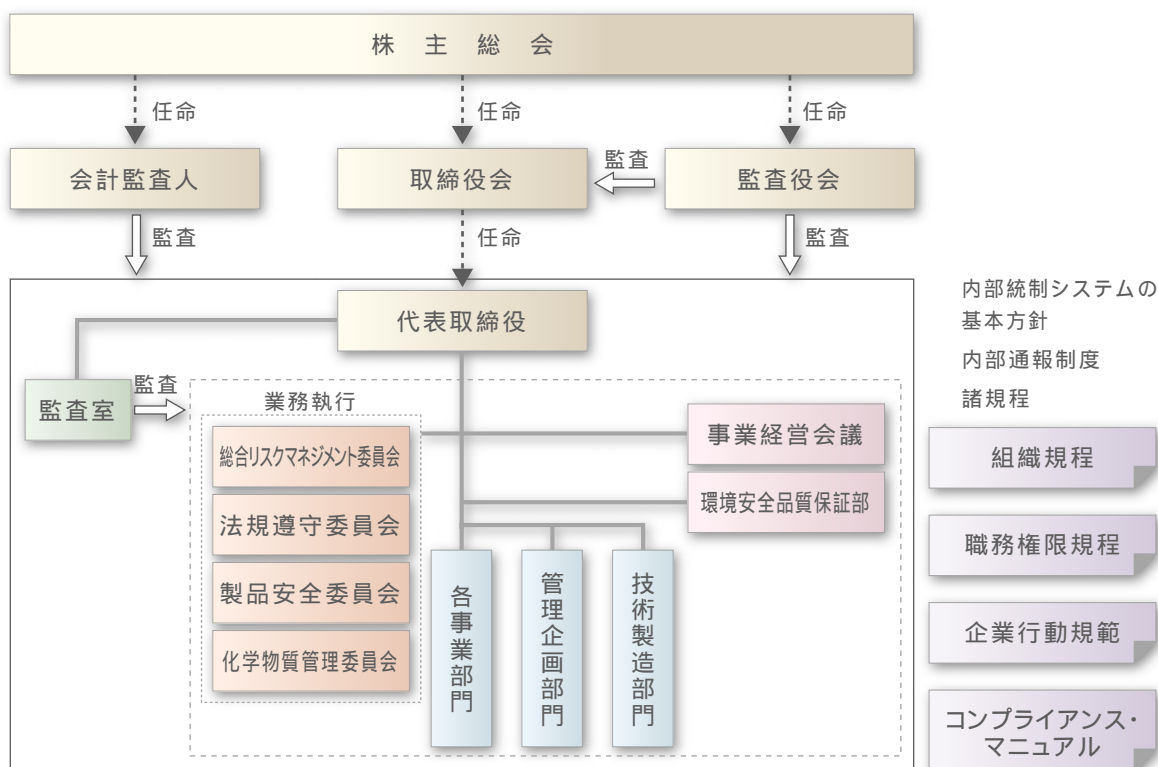 株主総会
任命
任命
任命
会計監査人
取締役会
監査
監査役会
監査
任命
監査
代表取締役
監査室
監査
業務執行
総合リスクマネジメント委員会
法規遵守委員会
製品安全委員会
化学物質管理委員会
事業経営会議
環境安全品質保証部
各事業部門
管理企画部門
技術製造部門
内部統制システムの
基本方針
内部通報制度
諸規程
組織規程
職務権限規程
企業行動規範
コンプライアンス・
マニュアル